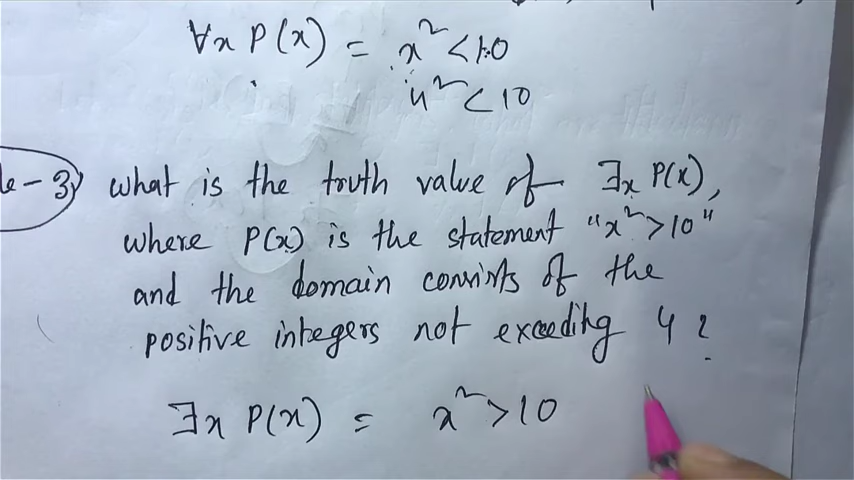 ∀x P(x) = x² < 10
4² < 10
what is the truth value of ∃x P(x),
where P(x) is the statement "x² > 10"
and the domain consists of the
positive integers not exceeding 4 ?
∃x P(x) = x² > 10